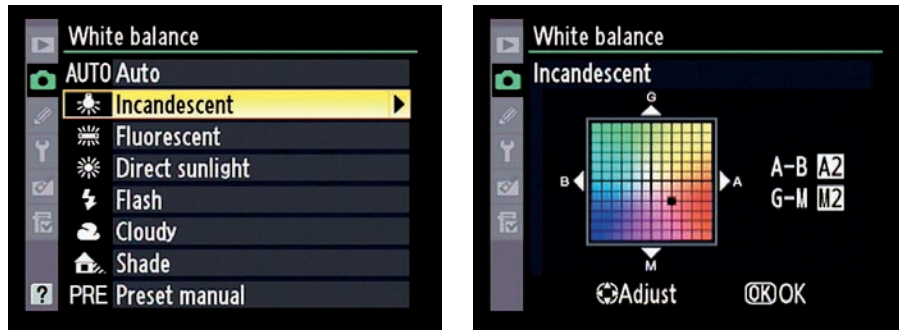 White balance
AUTO Auto
Incandescent
Fluorescent
Direct sunlight
Flash
Cloudy
Shade
? PRE Preset manual
White balance
Incandescent
G
B
A
A-B A2
G-M M2
M
Adjust OK OK